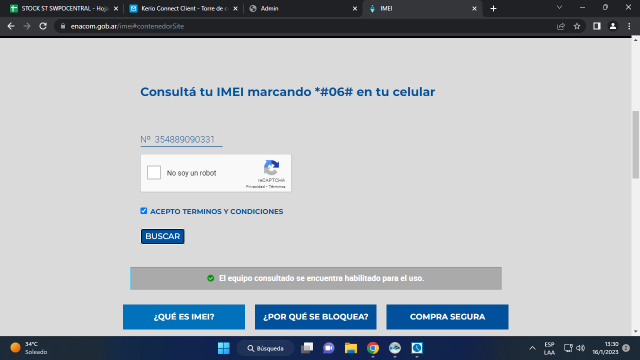 STOCK ST SWPOCENTRAL - Hoja
Kerio Connect Client - Torre de c
Admin
IMEI
enacom.gob.ar/imei#contenedorSite
Consultá tu IMEI marcando *#06# en tu celular
Nº 354889090331
No soy un robot
reCAPTCHA
Privacidad - Términos
ACEPTO TERMINOS Y CONDICIONES
BUSCAR
El equipo consultado se encuentra habilitado para el uso.
¿QUÉ ES IMEI?
¿POR QUÉ SE BLOQUEA?
COMPRA SEGURA
34°C
Soleado
Búsqueda
ESP
LAA
13:30
16/1/2023
2